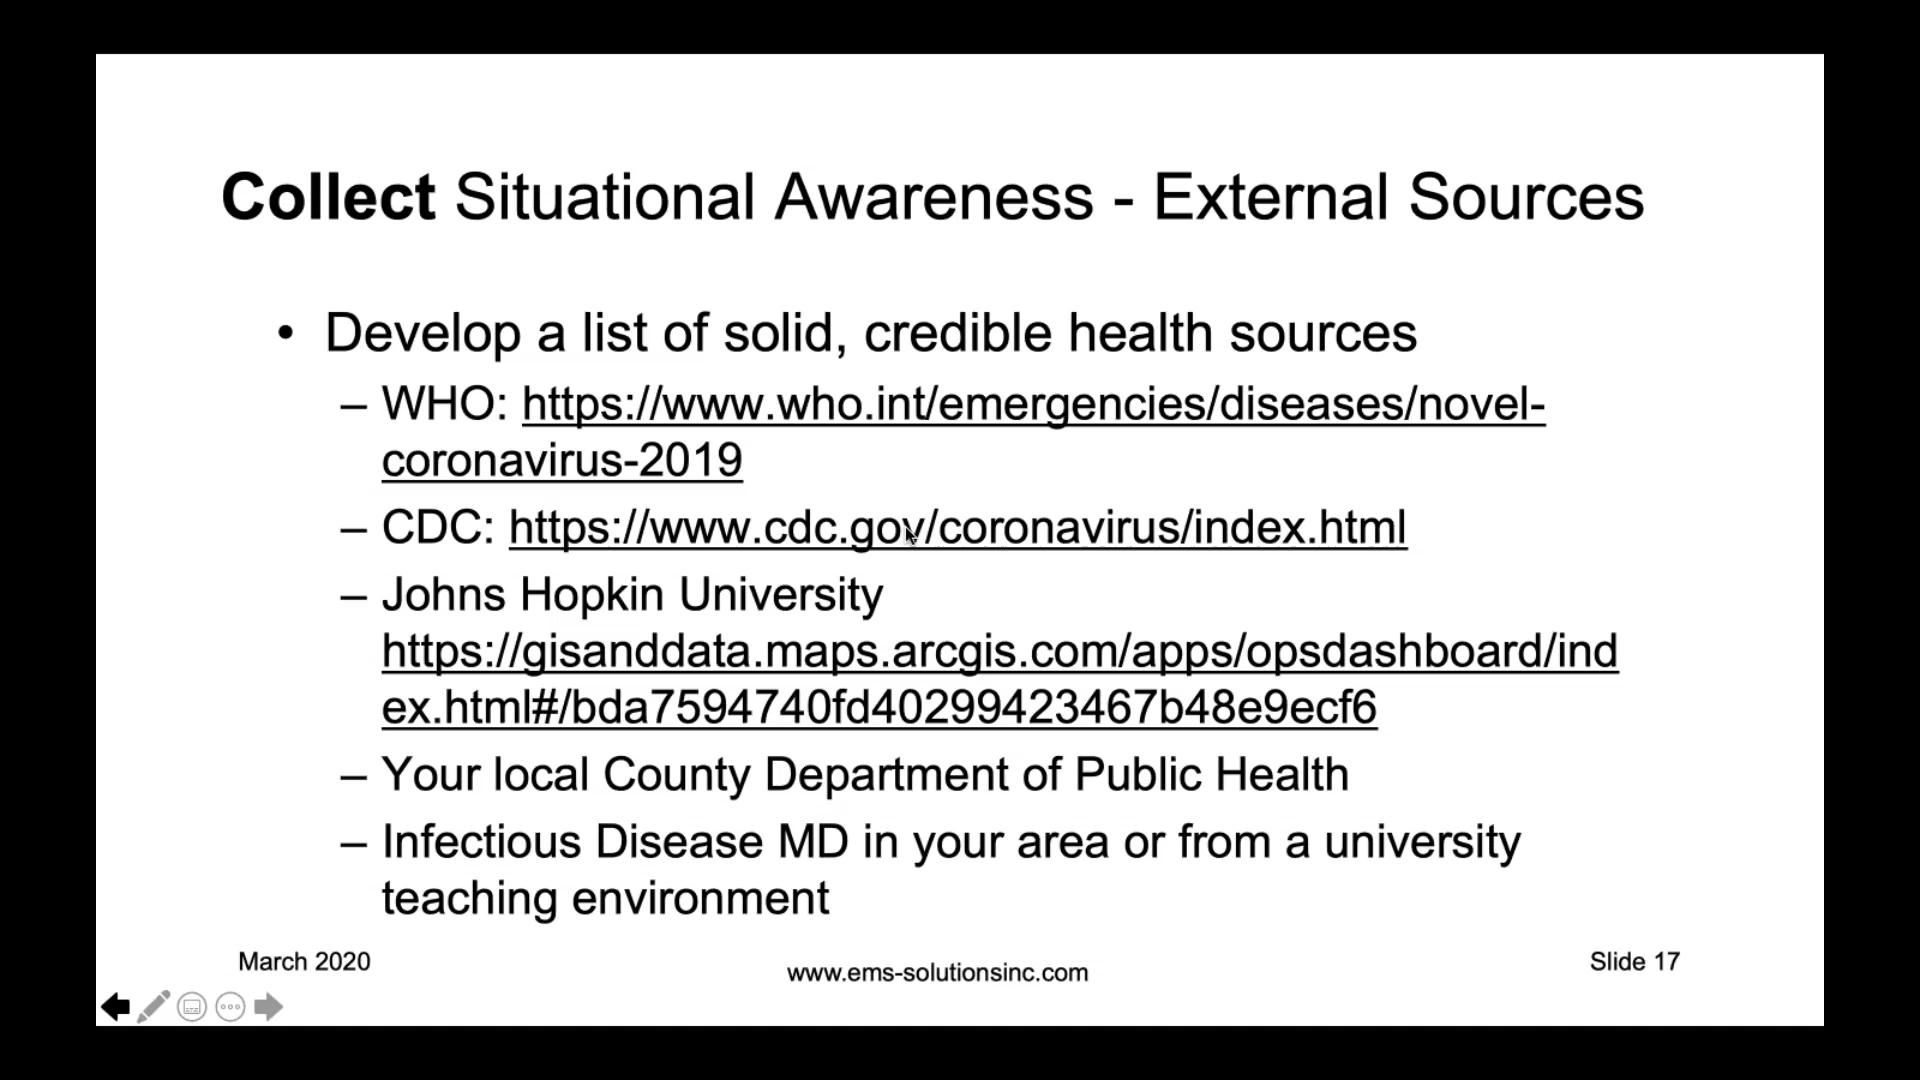 Collect Situational Awareness - External Sources
• Develop a list of solid, credible health sources
– WHO: https://www.who.int/emergencies/diseases/novel-
coronavirus-2019
– CDC: https://www.cdc.gov/coronavirus/index.html
– Johns Hopkin University
https://gisanddata.maps.arcgis.com/apps/opsdashboard/ind
ex.html#/bda7594740fd40299423467b48e9ecf6
– Your local County Department of Public Health
– Infectious Disease MD in your area or from a university
teaching environment
March 2020
www.ems-solutionsinc.com
Slide 17